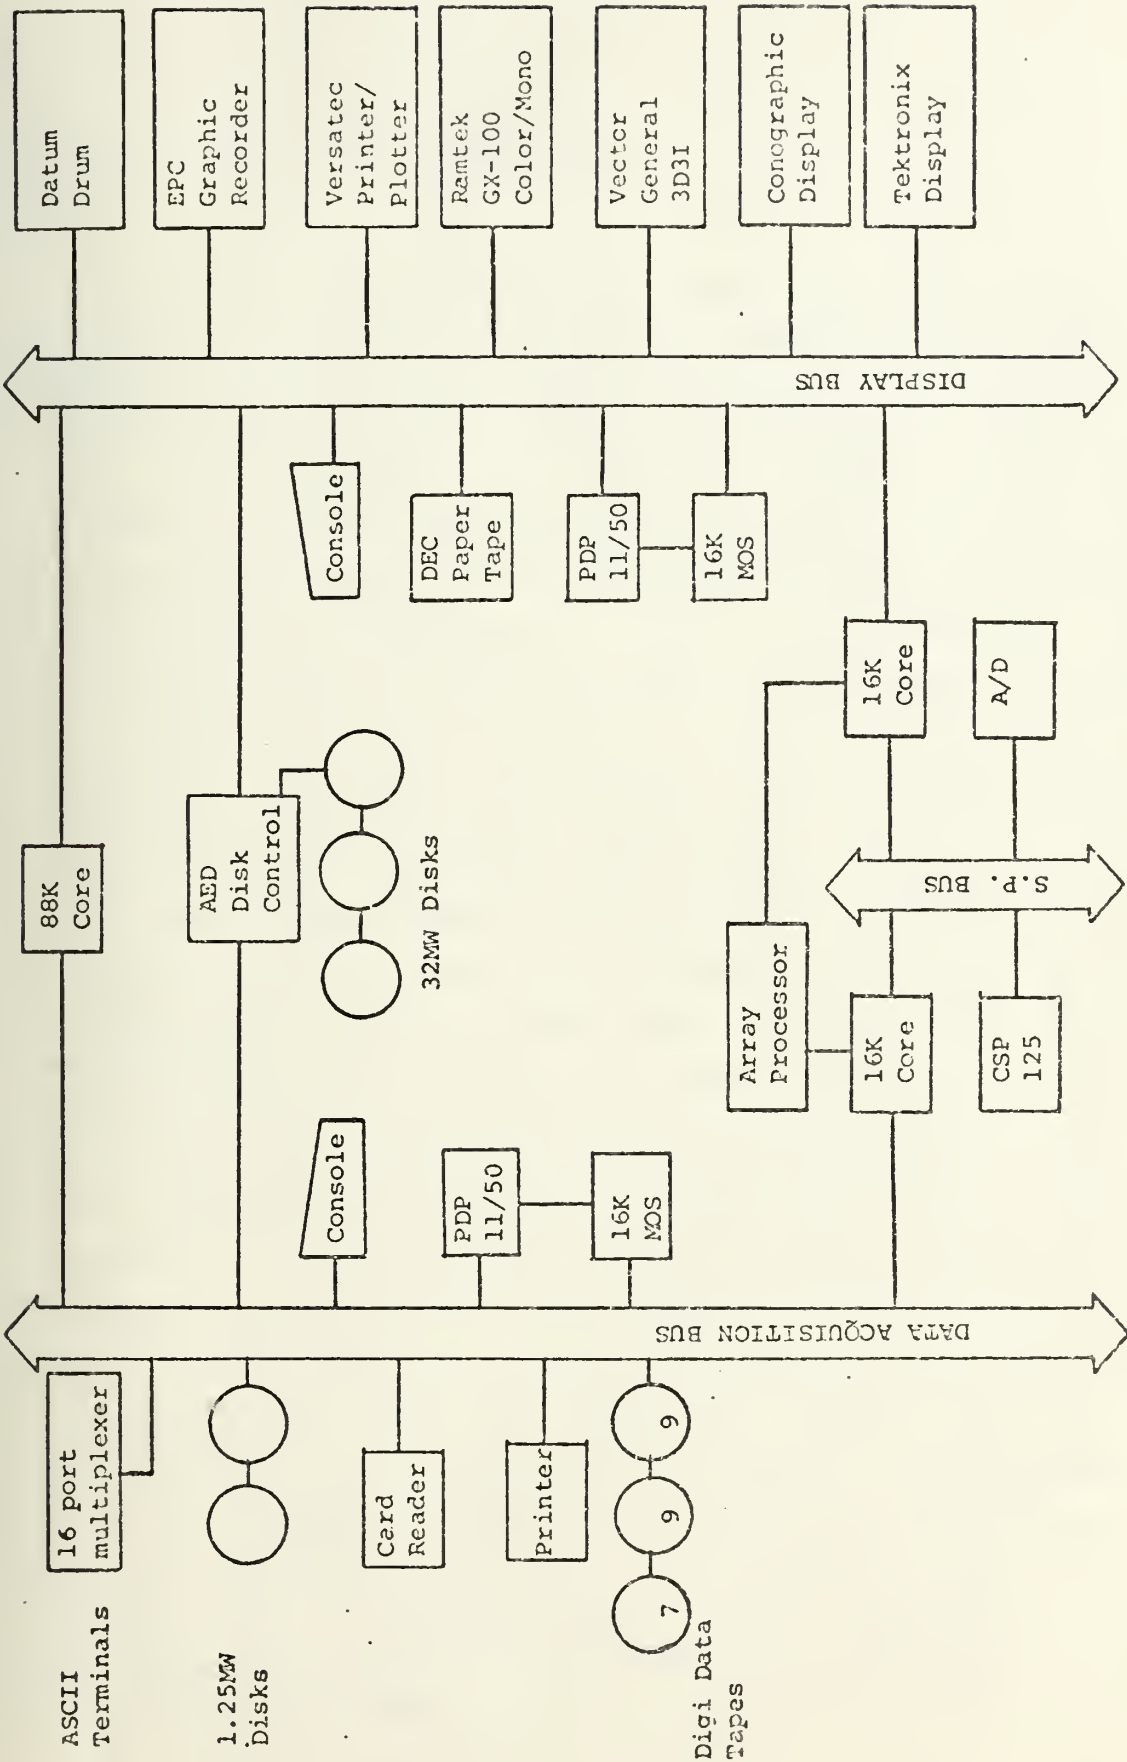 ASCII
Terminals
16 port
multiplexer
1.25MW
Disks
Card
Reader
Printer
7
9
9
Digi Data
Tapes
DATA ACQUISITION BUS
88K
Core
AED
Disk
Control
32MW Disks
Console
PDP
11/50
16K
MOS
Array
Processor
16K
Core
CSP
125
S.P. BUS
16K
Core
A/D
Console
DEC
Paper
Tape
PDP
11/50
16K
MOS
DISPLAY BUS
Datum
Drum
EPC
Graphic
Recorder
Versatec
Printer/
Plotter
Ramtek
GX-100
Color/Mono
Vector
General
3D3I
Conographic
Display
Tektronix
Display